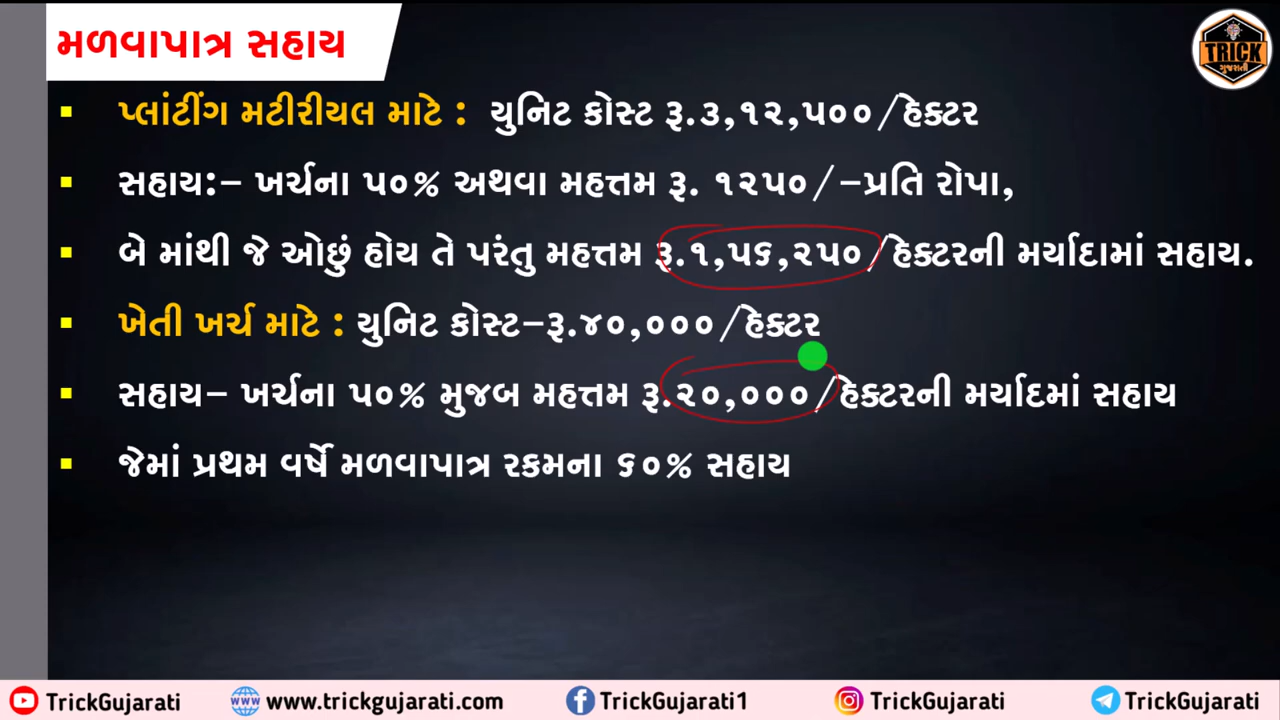 મળવાપાત્ર સહાય
TRICK
ગુજરાતી
▪ પ્લાંટીંગ મટીરીયલ માટે : યુનિટ કોસ્ટ રૂ.૩,૧૨,૫૦૦/હેક્ટર
▪ સહાય:- ખર્ચના ૫૦% અથવા મહત્તમ રૂ. ૧૨૫૦/-પ્રતિ રોપા,
▪ બે માંથી જે ઓછું હોય તે પરંતુ મહત્તમ રૂ.૧,૫૬,૨૫૦/હેક્ટરની મર્યાદામાં સહાય.
▪ ખેતી ખર્ચ માટે : યુનિટ કોસ્ટ-રૂ.૪૦,૦૦૦/હેક્ટર
▪ સહાય- ખર્ચના ૫૦% મુજબ મહત્તમ રૂ.૨૦,૦૦૦/હેક્ટરની મર્યાદમાં સહાય
▪ જેમાં પ્રથમ વર્ષે મળવાપાત્ર રકમના ૬૦% સહાય
TrickGujarati www.trickgujarati.com TrickGujarati1 TrickGujarati TrickGujarati